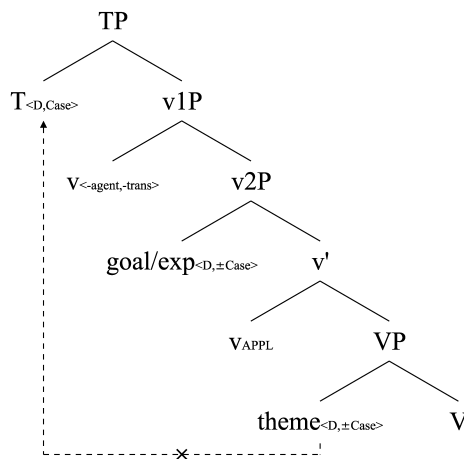 TP
T<D,Case> v1P
v<-agent,-trans> v2P
goal/exp<D,±Case> v'
vAPPL VP
theme<D,±Case> V